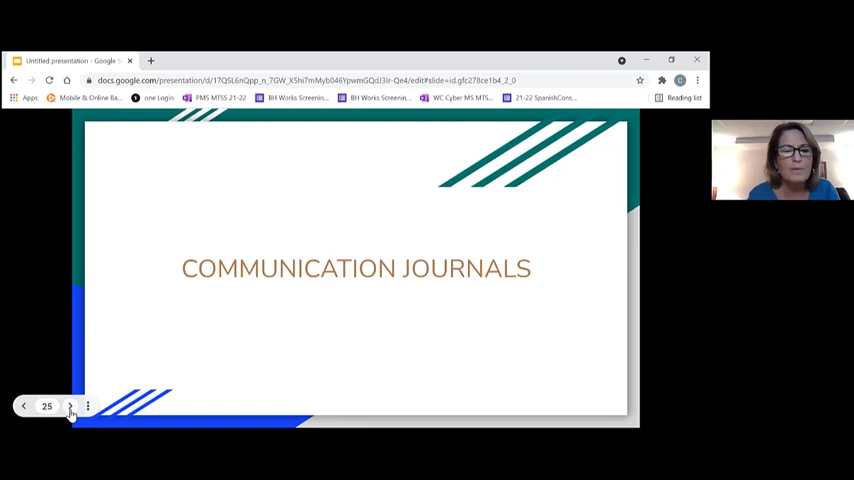 Untitled presentation - Google S
docs.google.com/presentation/d/17QSL6nQpp_n_7GW_X5hi7mMyb046YpwmGQdJ3Ir-Qe4/edit#slide=id.gfc278ce1b4_2_0
Apps Mobile & Online Ba... one Login PMS MTSS 21-22 BH Works Screenin... BH Works Screenin... WC Cyber MS MTS... 21-22 SpanishCons... Reading list
COMMUNICATION JOURNALS
25